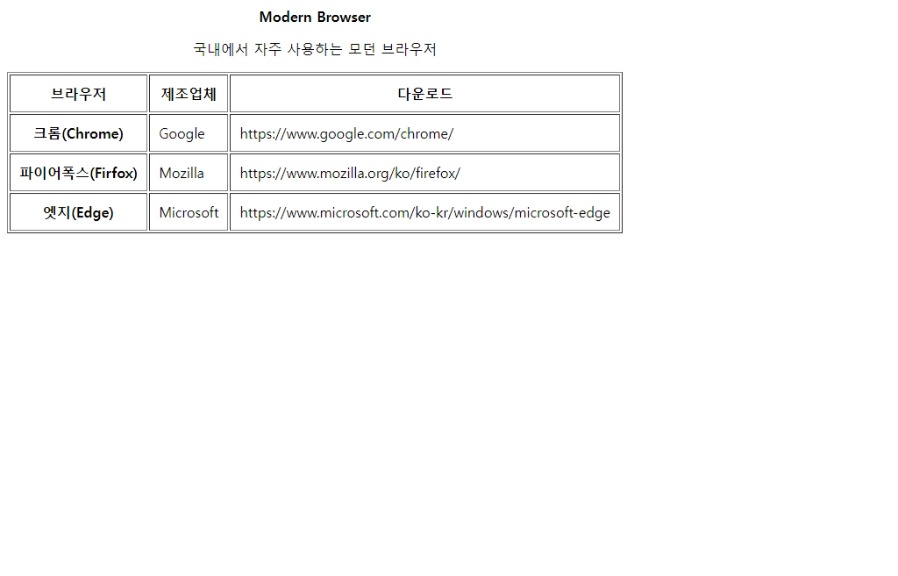 Modern Browser
국내에서 자주 사용하는 모던 브라우저
브라우저 제조업체 다운로드
크롬(Chrome) Google https://www.google.com/chrome/
파이어폭스(Firfox) Mozilla https://www.mozilla.org/ko/firefox/
엣지(Edge) Microsoft https://www.microsoft.com/ko-kr/windows/microsoft-edge